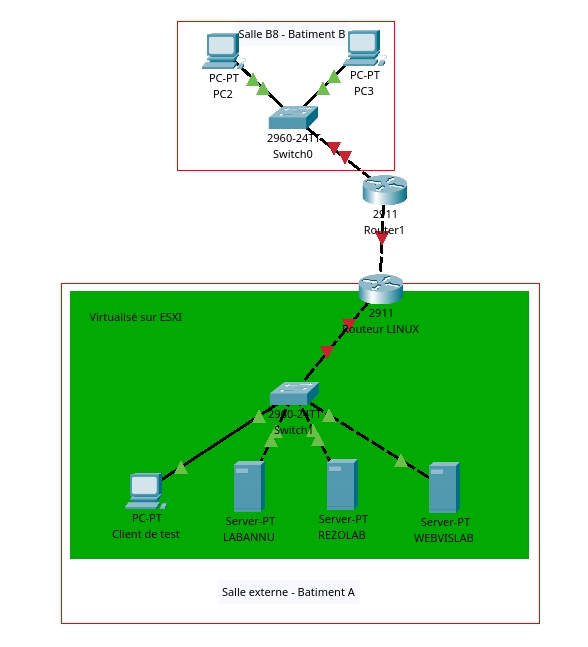 Salle B8 - Batiment B
PC-PT
PC2
PC-PT
PC3
2960-24TT
Switch0
2911
Router1
2911
Routeur LINUX
Virtualisé sur ESXI
2960-24TT
Switch1
PC-PT
Client de test
Server-PT
LABANNU
Server-PT
REZOLAB
Server-PT
WEBVISLAB
Salle externe - Batiment A